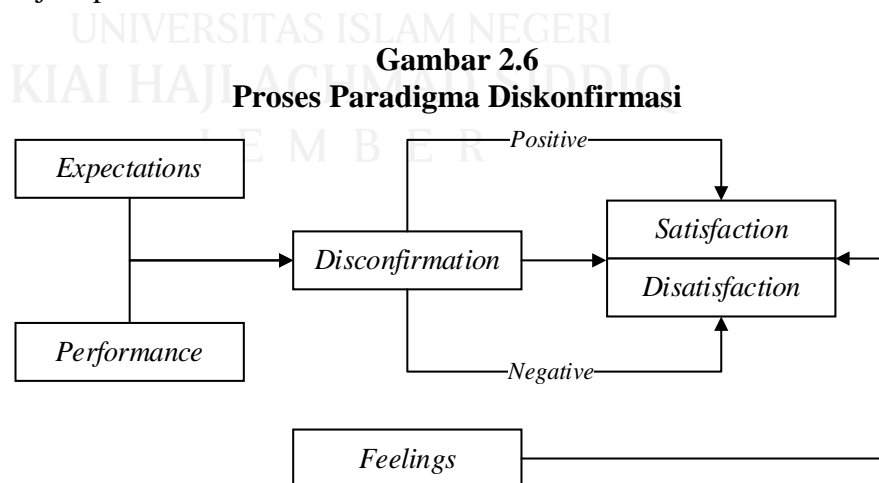 UNIVERSITAS ISLAM NEGERI
KIAI HAJI ACHMAD SIDDIQ
J E M B E R
Gambar 2.6
Proses Paradigma Diskonfirmasi
Positive
Expectations
Satisfaction
Disconfirmation
Disatisfaction
Performance
Negative
Feelings